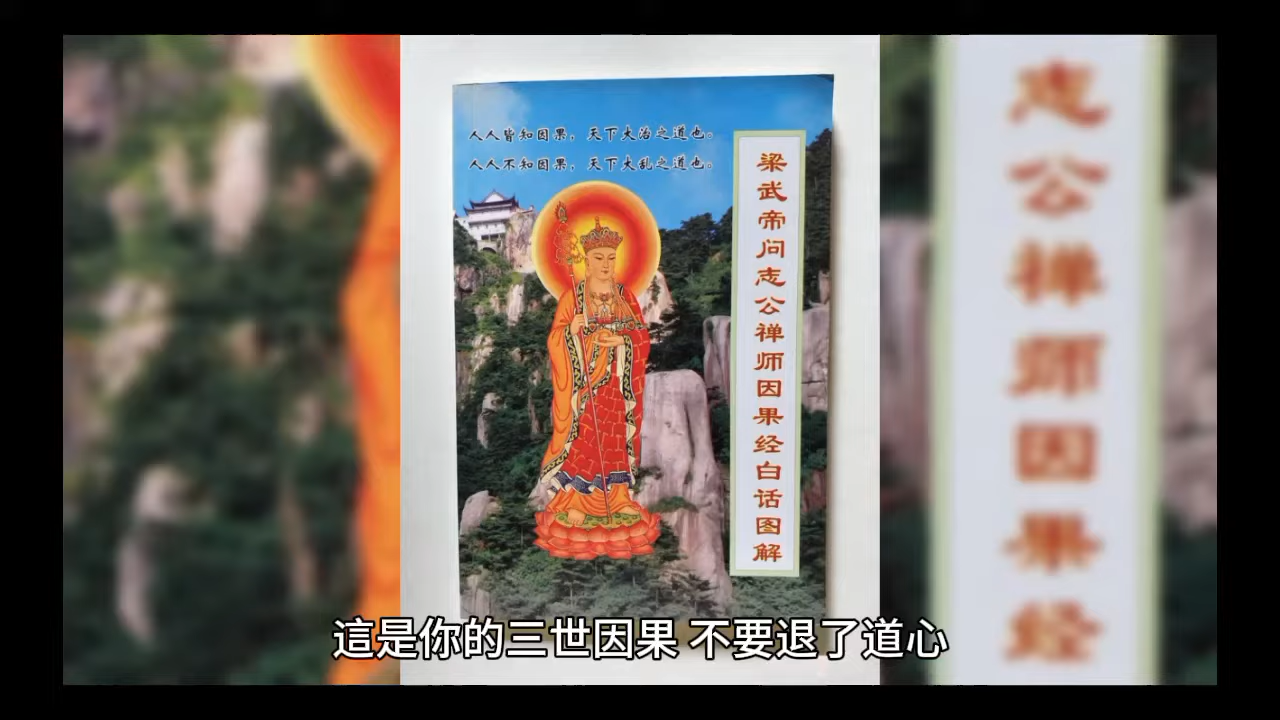 人人皆知因果，天下大治之道也。
人人不知因果，天下大乱之道也。
梁武帝问志公禅师因果经白话图解
志公禅师因果经
這是你的三世因果 不要退了道心